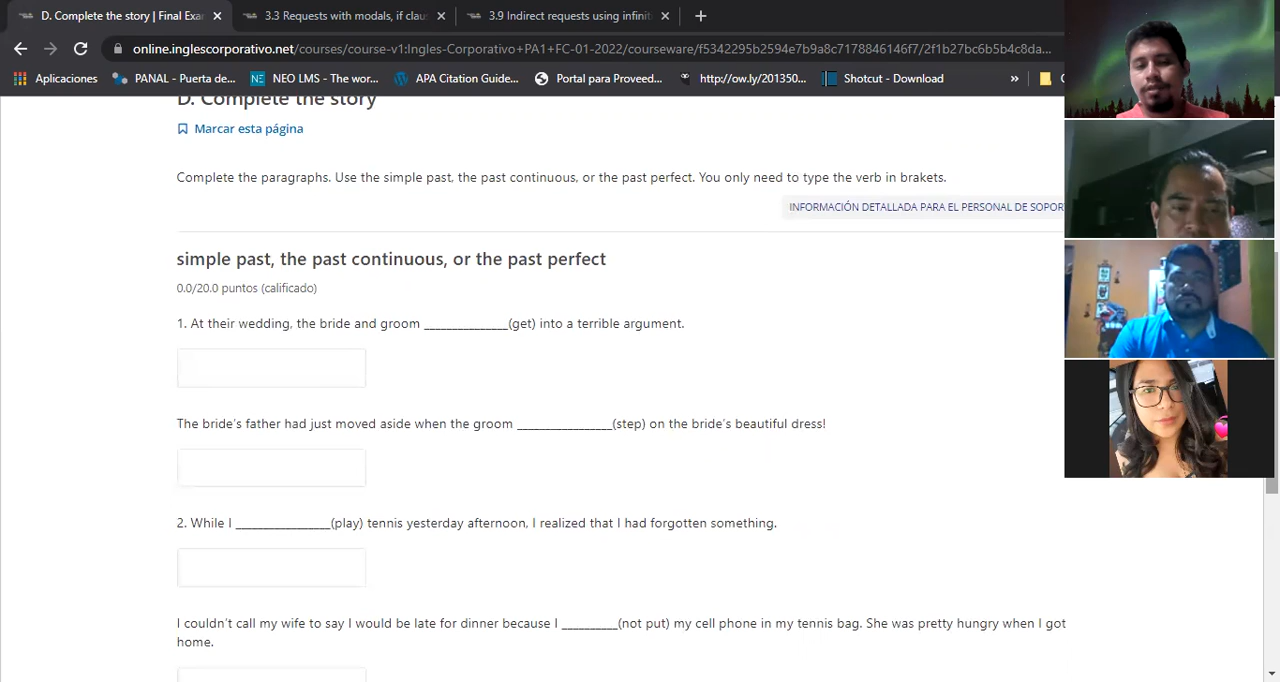 D. Complete the story | Final Exar
3.3 Requests with modals, if claus
3.9 Indirect requests using infinit
online.inglescorporativo.net/courses/course-v1:Ingles-Corporativo+PA1+FC-01-2022/courseware/f5342295b2594e7b9a8c7178846146f7/2f1b27bc6b5b4c8da...
Aplicaciones
PANAL - Puerta de...
NEO LMS - The wor...
APA Citation Guide...
Portal para Proveed...
http://ow.ly/201350...
Shotcut - Download
»
D. Complete the story
Marcar esta página
Complete the paragraphs. Use the simple past, the past continuous, or the past perfect. You only need to type the verb in brakets.
INFORMACIÓN DETALLADA PARA EL PERSONAL DE SOPOR
simple past, the past continuous, or the past perfect
0.0/20.0 puntos (calificado)
1. At their wedding, the bride and groom _______________(get) into a terrible argument.
The bride's father had just moved aside when the groom _________________(step) on the bride's beautiful dress!
2. While I _________________(play) tennis yesterday afternoon, I realized that I had forgotten something.
I couldn't call my wife to say I would be late for dinner because I __________(not put) my cell phone in my tennis bag. She was pretty hungry when I got
home.